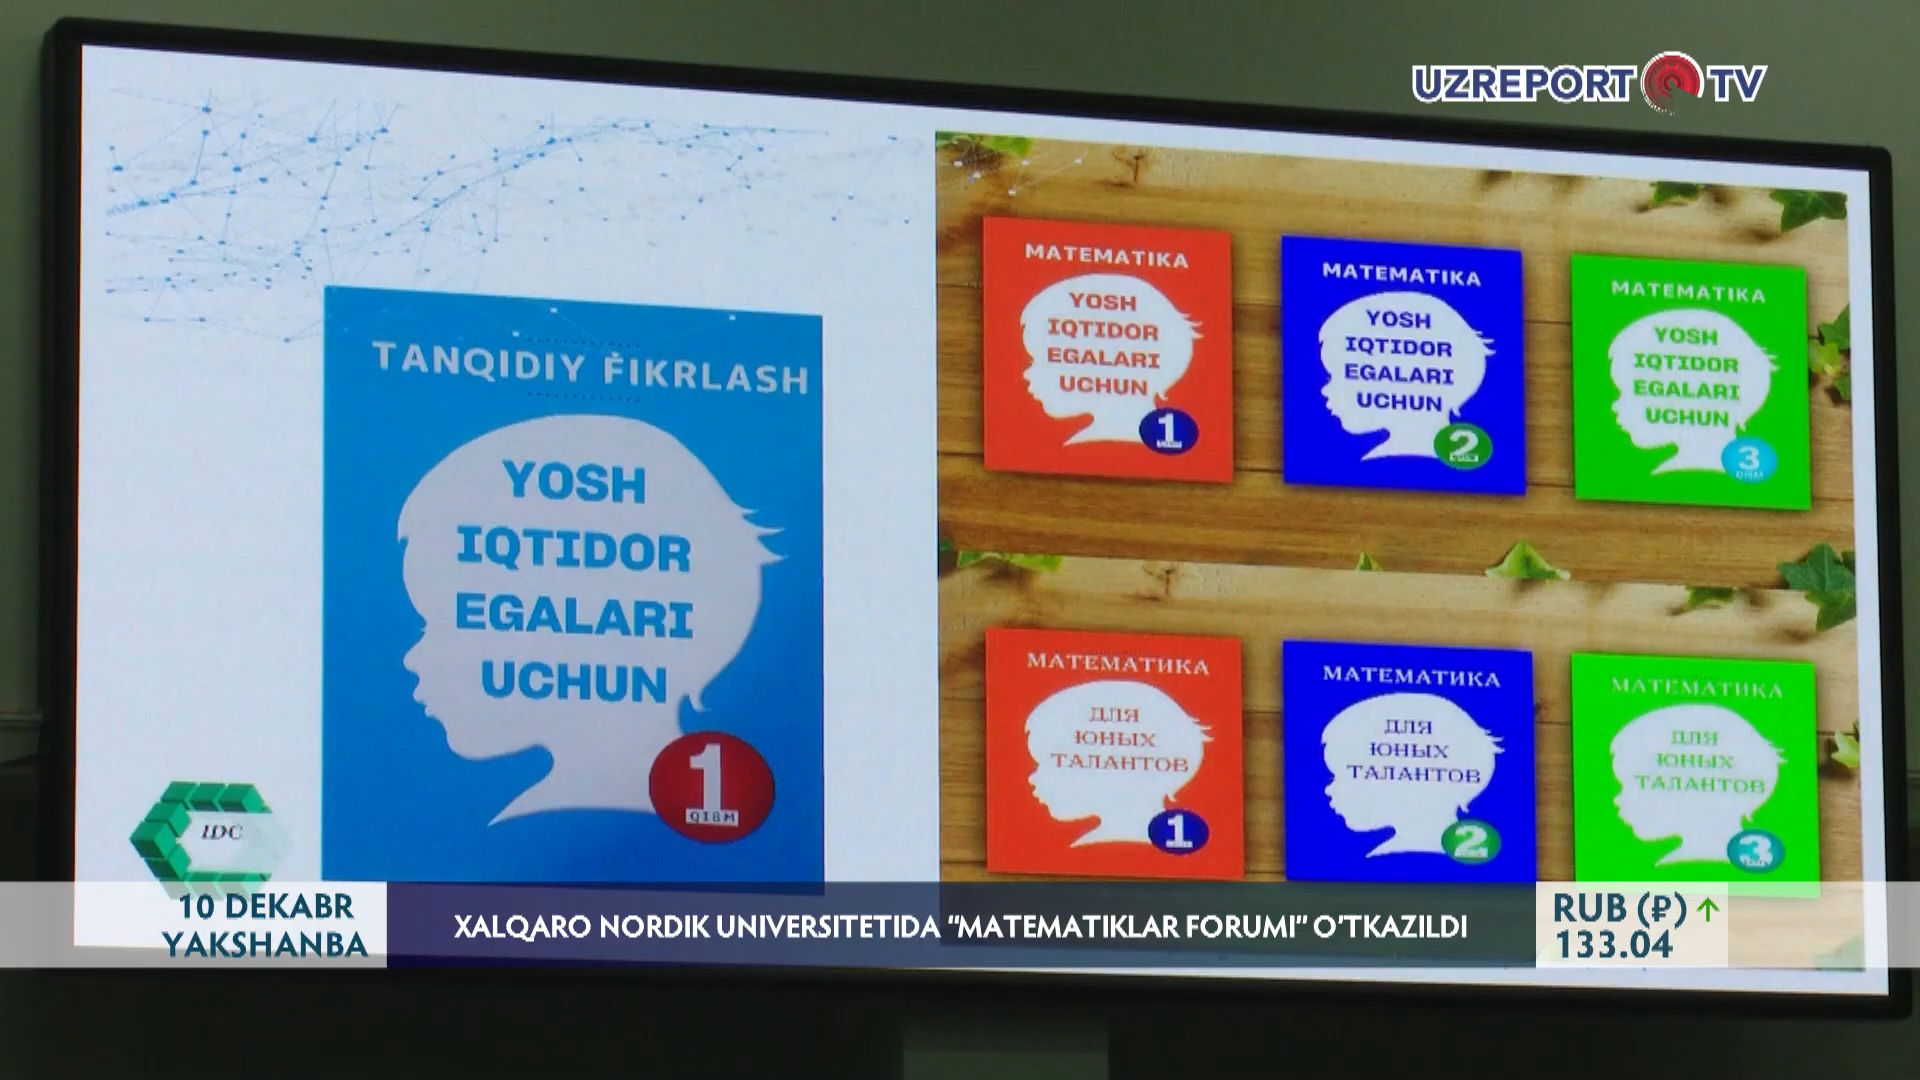 UZREPORT TV
TANQIDIY FIKRLASH
YOSH
IQTIDOR
EGALARI
UCHUN
1
QISM
MATEMATIKA
YOSH
IQTIDOR
EGALARI
UCHUN
1
MATEMATIKA
YOSH
IQTIDOR
EGALARI
UCHUN
2
MATEMATIKA
YOSH
IQTIDOR
EGALARI
UCHUN
3
QISM
МАТЕМАТИКА
ДЛЯ
ЮНЫХ
ТАЛАНТОВ
1
МАТЕМАТИКА
ДЛЯ
ЮНЫХ
ТАЛАНТОВ
2
МАТЕМАТИКА
ДЛЯ
ЮНЫХ
ТАЛАНТОВ
3
IDC
10 DEKABR
YAKSHANBA
XALQARO NORDIK UNIVERSITETIDA “MATEMATIKLAR FORUMI” O‘TKAZILDI
RUB (₽) ↑
133.04